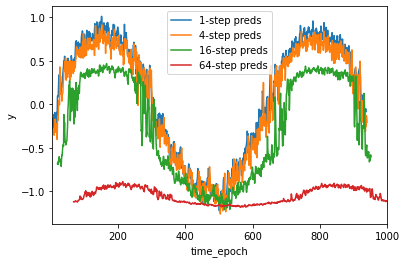 1-step preds
4-step preds
16-step preds
64-step preds
1.0
0.5
0.0
−0.5
−1.0
y
200
400
600
800
1000
time_epoch